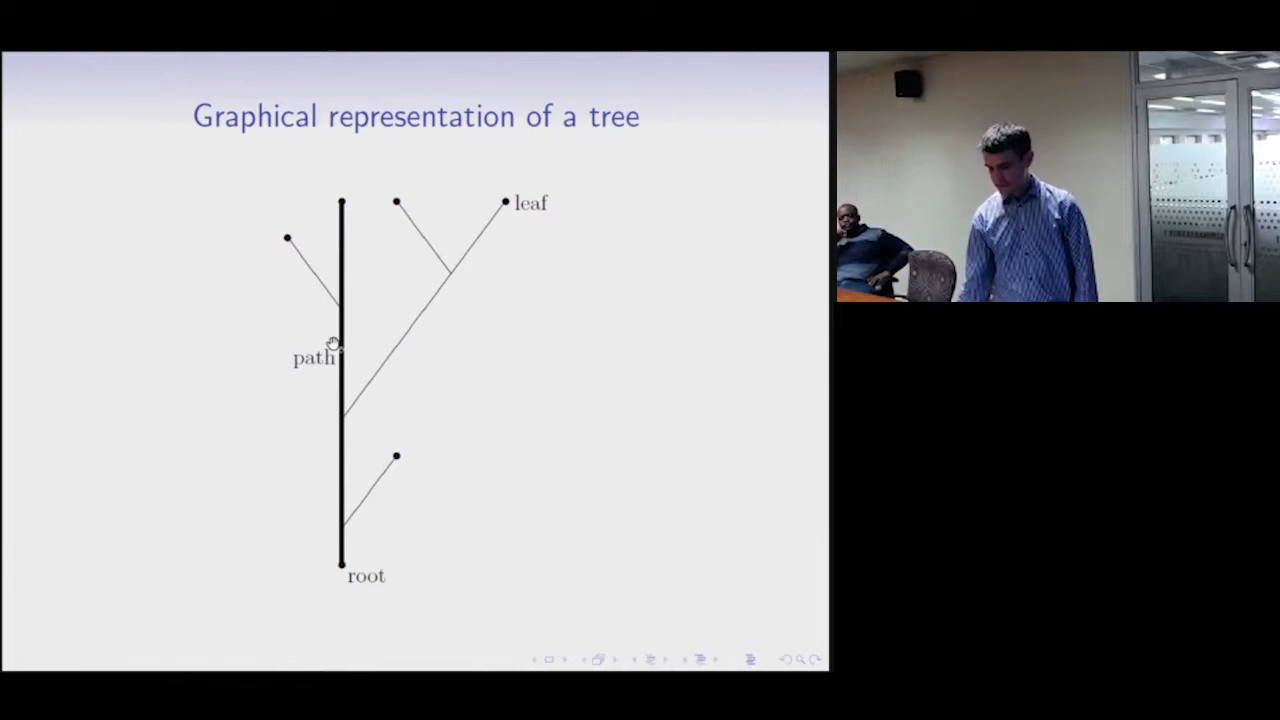 Graphical representation of a tree
leaf
path
root